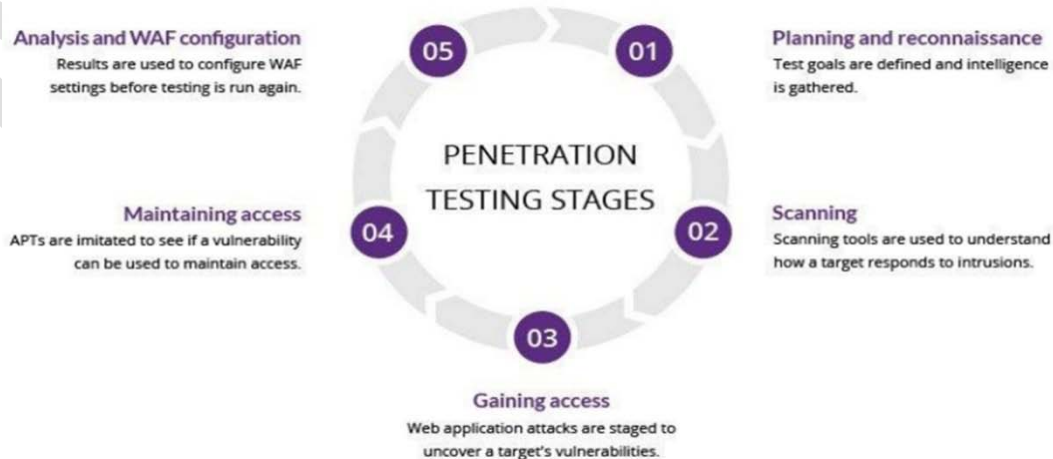 PENETRATION
TESTING STAGES
01
Planning and reconnaissance
Test goals are defined and intelligence
is gathered.
02
Scanning
Scanning tools are used to understand
how a target responds to intrusions.
03
Gaining access
Web application attacks are staged to
uncover a target's vulnerabilities.
04
Maintaining access
APTs are imitated to see if a vulnerability
can be used to maintain access.
05
Analysis and WAF configuration
Results are used to configure WAF
settings before testing is run again.